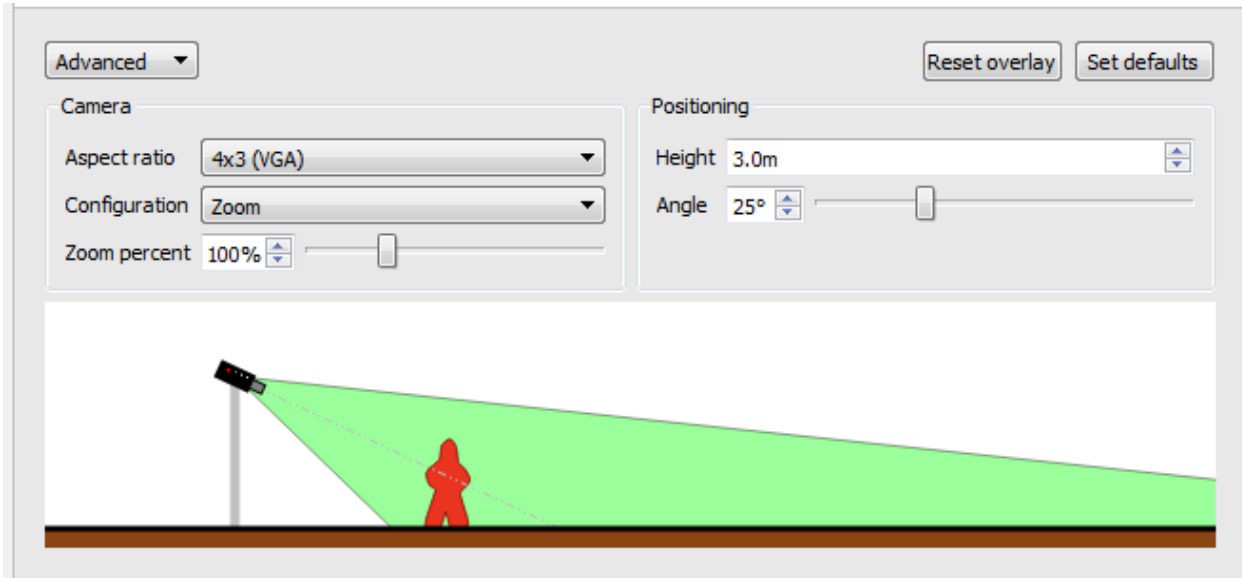 Advanced
Reset overlay
Set defaults
Camera
Positioning
Aspect ratio 4x3 (VGA)
Height 3.0m
Configuration Zoom
Angle 25°
Zoom percent 100%